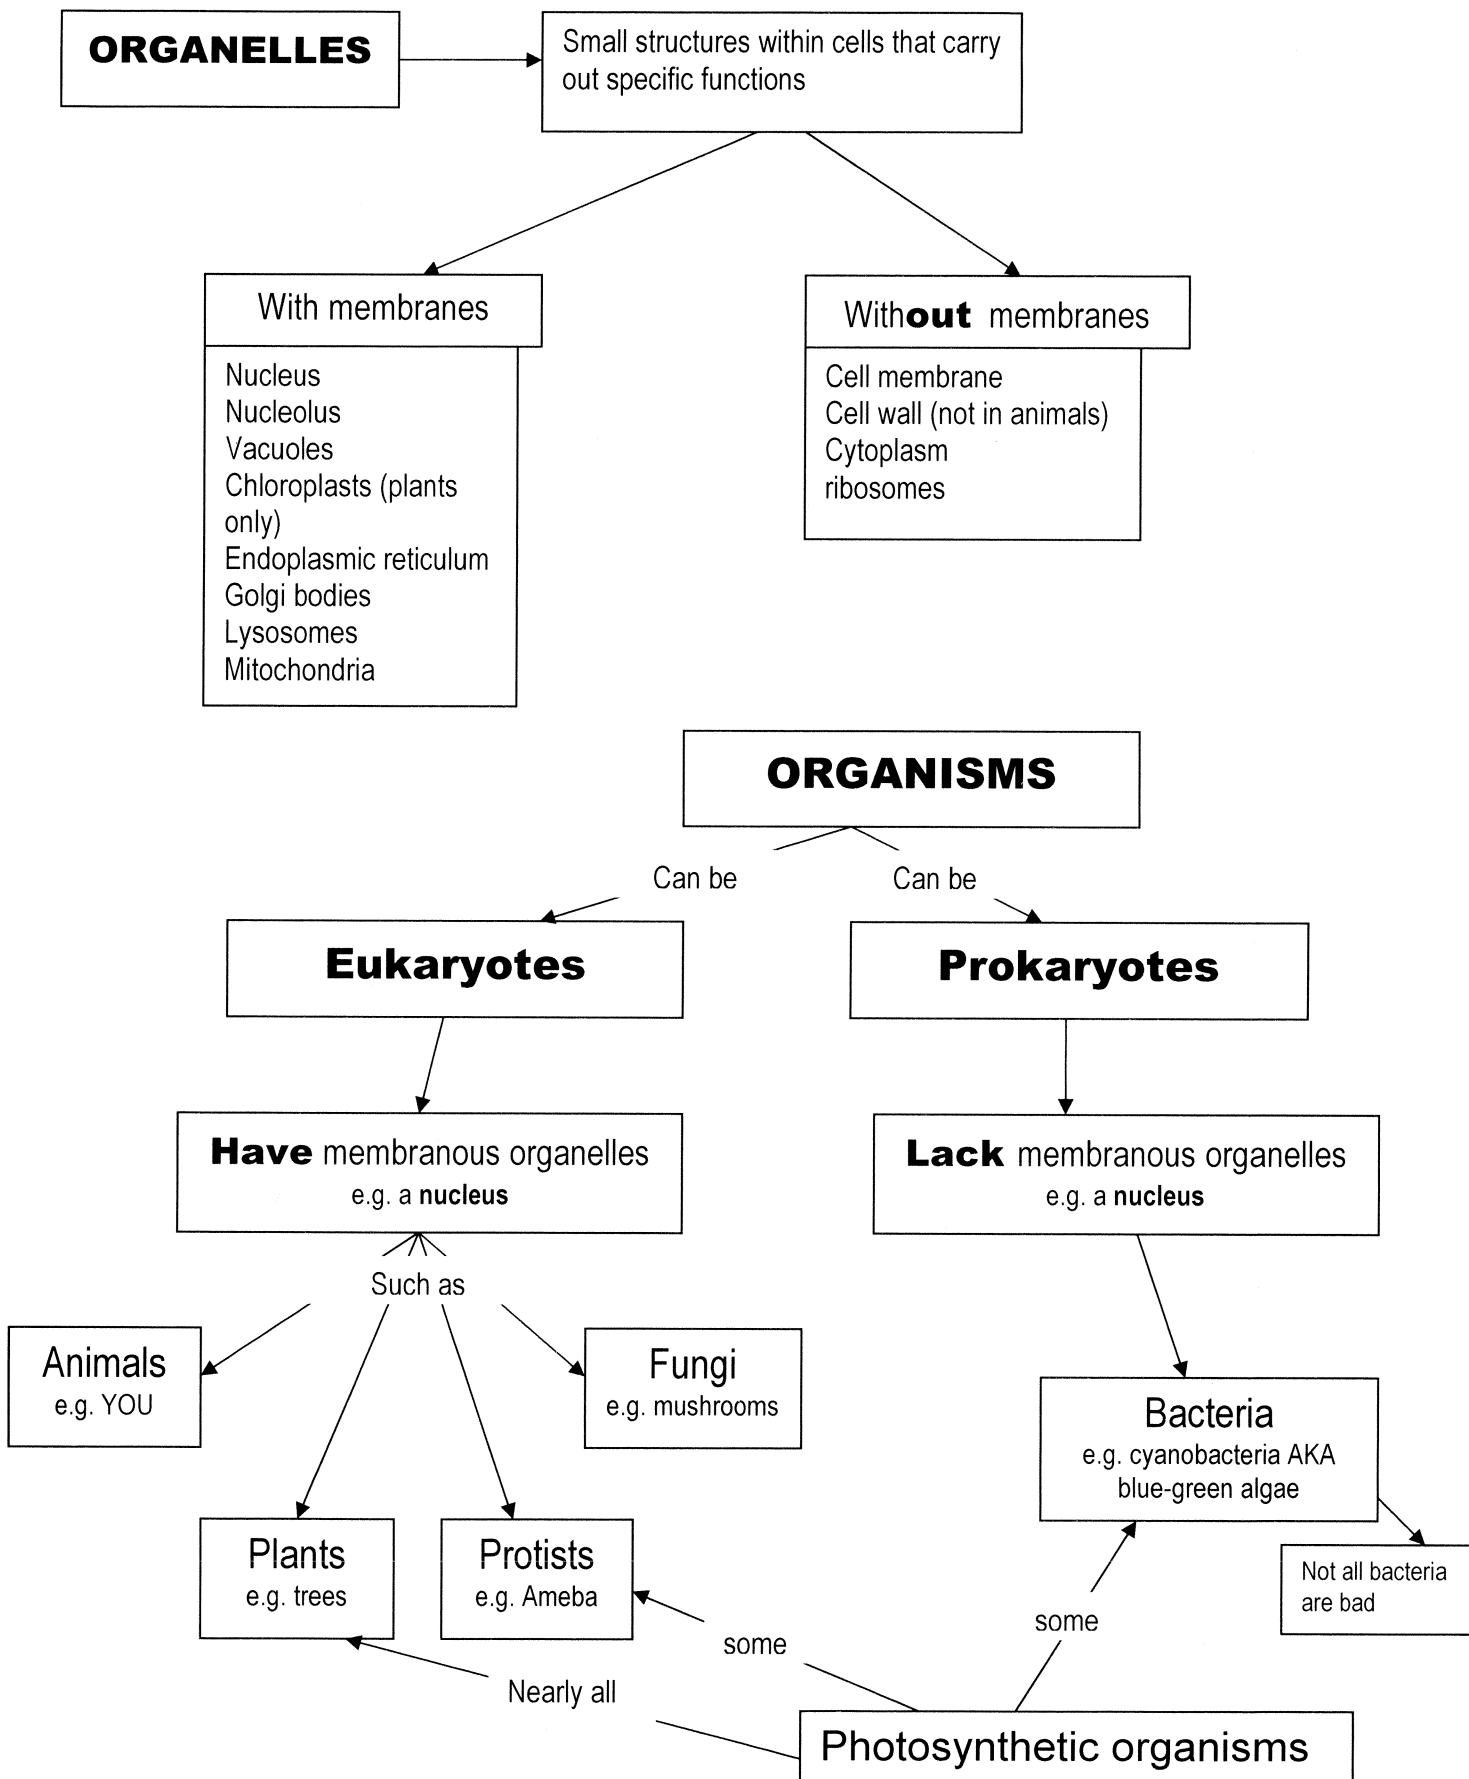 ORGANELLES
Small structures within cells that carry
out specific functions
With membranes
Nucleus
Nucleolus
Vacuoles
Chloroplasts (plants
only)
Endoplasmic reticulum
Golgi bodies
Lysosomes
Mitochondria
Without membranes
Cell membrane
Cell wall (not in animals)
Cytoplasm
ribosomes
ORGANISMS
Can be
Can be
Eukaryotes
Prokaryotes
Have membranous organelles
e.g. a nucleus
Lack membranous organelles
e.g. a nucleus
Such as
Animals
e.g. YOU
Fungi
e.g. mushrooms
Bacteria
e.g. cyanobacteria AKA
blue-green algae
Plants
e.g. trees
Protists
e.g. Ameba
Not all bacteria
are bad
some
some
Nearly all
Photosynthetic organisms